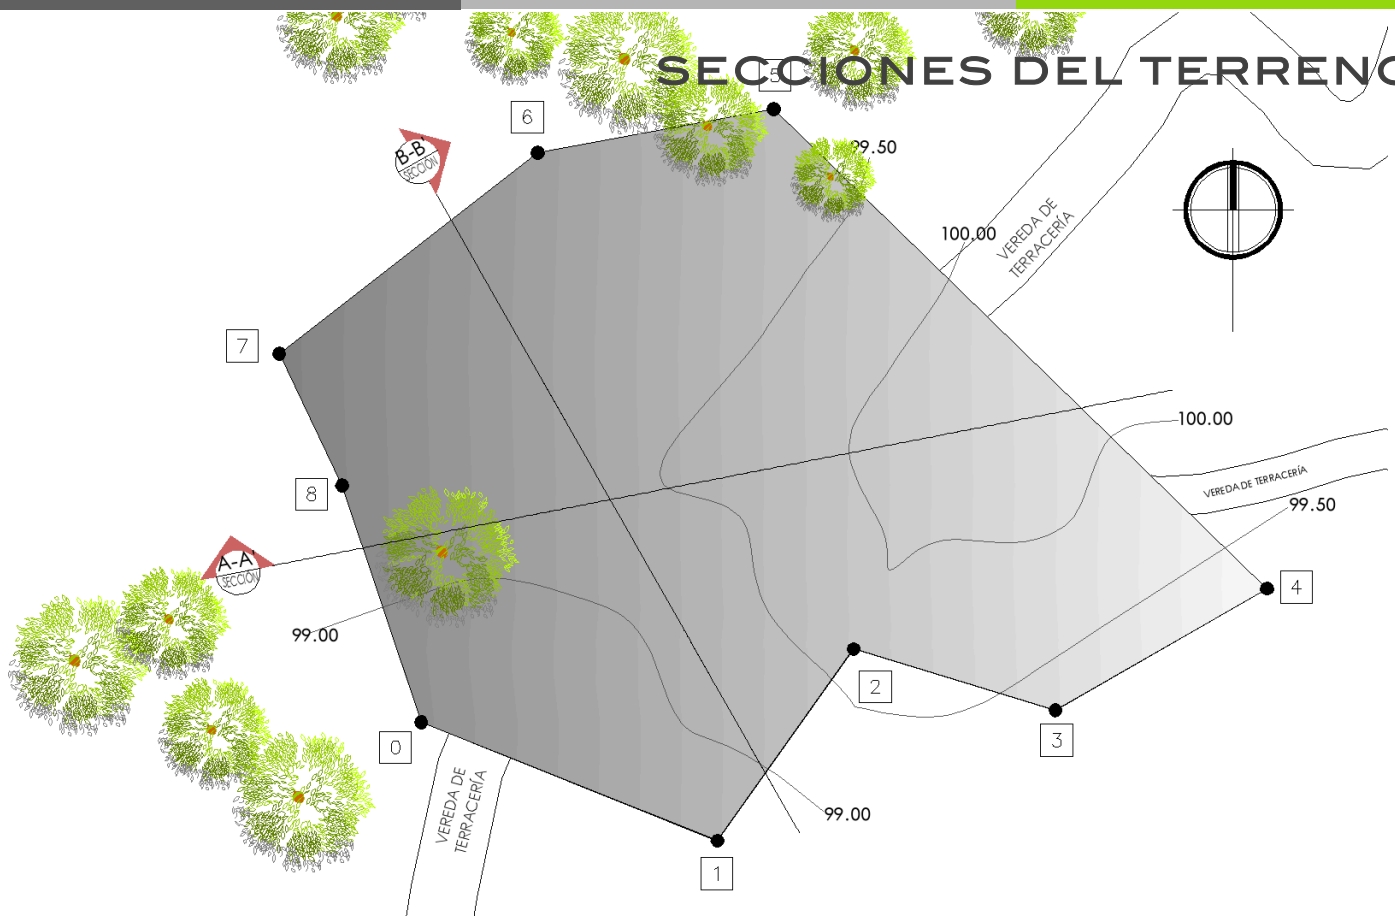 SECCIONES DEL TERRENO
5
6
B-B'
SECCIÓN
99.50
100.00
VEREDA DE
TERRACERÍA
7
100.00
8
VEREDA DE TERRACERÍA
99.50
A-A'
SECCIÓN
4
99.00
2
3
0
VEREDA DE
TERRACERÍA
99.00
1